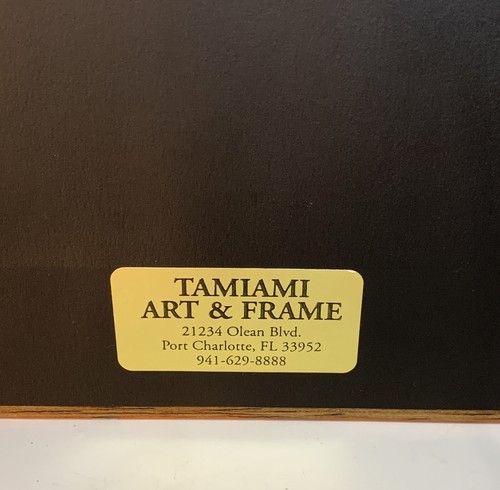 TAMIAMI
ART & FRAME
21234 Olean Blvd.
Port Charlotte, FL 33952
941-629-8888